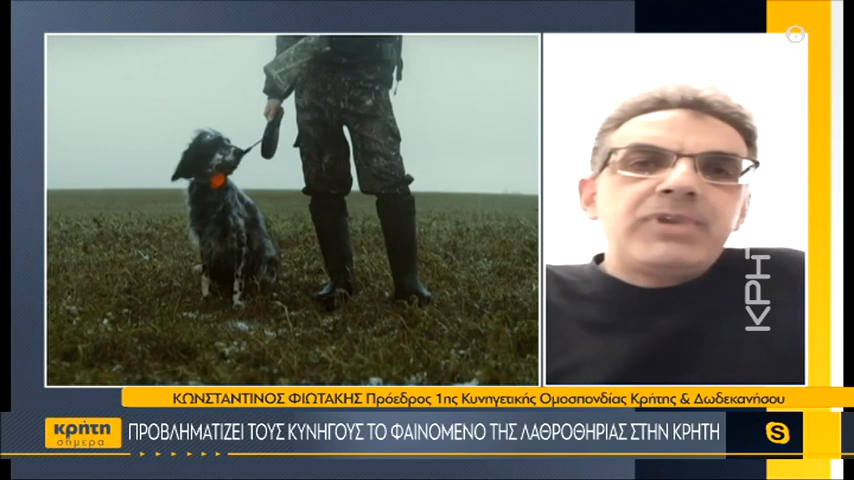 ΚΡΗΤ
ΚΩΝΣΤΑΝΤΙΝΟΣ ΦΙΩΤΑΚΗΣ Πρόεδρος 1ης Κυνηγετικής Ομοσπονδίας Κρήτης & Δωδεκανήσου
κρήτη
σήμερα
ΠΡΟΒΛΗΜΑΤΙΖΕΙ ΤΟΥΣ ΚΥΝΗΓΟΥΣ ΤΟ ΦΑΙΝΟΜΕΝΟ ΤΗΣ ΛΑΘΡΟΘΗΡΙΑΣ ΣΤΗΝ ΚΡΗΤΗ